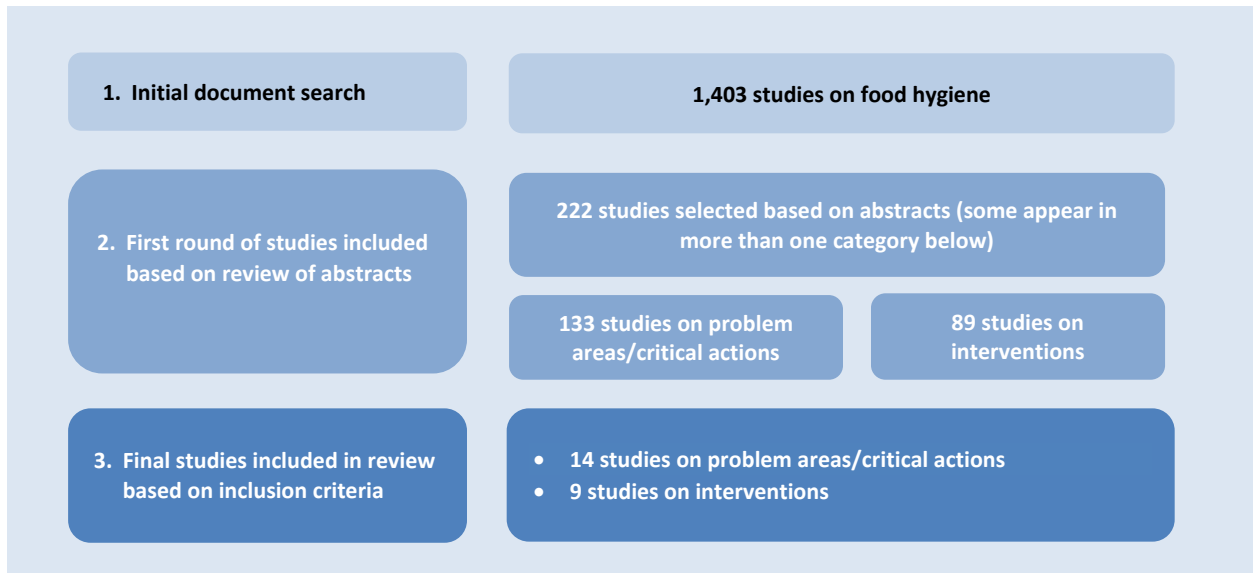 1. Initial document search
1,403 studies on food hygiene
2. First round of studies included
based on review of abstracts
222 studies selected based on abstracts (some appear in
more than one category below)
133 studies on problem
areas/critical actions
89 studies on
interventions
3. Final studies included in review
based on inclusion criteria
• 14 studies on problem areas/critical actions
• 9 studies on interventions